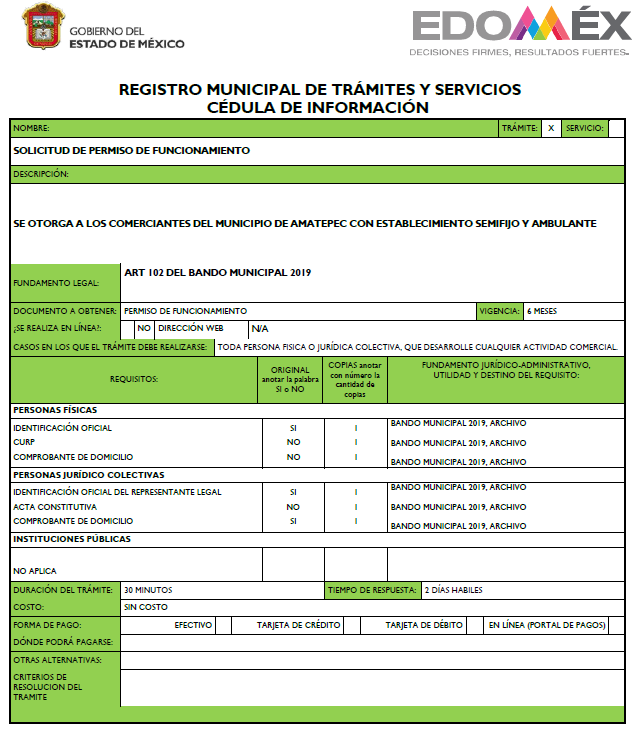 GOBIERNO DEL
ESTADO DE MÉXICO
EDOMÉX
DECISIONES FIRMES, RESULTADOS FUERTES.
REGISTRO MUNICIPAL DE TRÁMITES Y SERVICIOS
CÉDULA DE INFORMACIÓN
NOMBRE: TRÁMITE: X SERVICIO:
SOLICITUD DE PERMISO DE FUNCIONAMIENTO
DESCRIPCIÓN:
SE OTORGA A LOS COMERCIANTES DEL MUNICIPIO DE AMATEPEC CON ESTABLECIMIENTO SEMIFIJO Y AMBULANTE
FUNDAMENTO LEGAL: ART 102 DEL BANDO MUNICIPAL 2019
DOCUMENTO A OBTENER: PERMISO DE FUNCIONAMIENTO VIGENCIA: 6 MESES
¿SE REALIZA EN LÍNEA?: NO DIRECCIÓN WEB N/A
CASOS EN LOS QUE EL TRÁMITE DEBE REALIZARSE: TODA PERSONA FISICA O JURÍDICA COLECTIVA, QUE DESARROLLE CUALQUIER ACTIVIDAD COMERCIAL.
REQUISITOS:
ORIGINAL
anotar la palabra
SI o NO
COPIAS anotar
con número la
cantidad de
copias
FUNDAMENTO JURÍDICO-ADMINISTRATIVO,
UTILIDAD Y DESTINO DEL REQUISITO:
PERSONAS FÍSICAS
IDENTIFICACIÓN OFICIAL SI 1 BANDO MUNICIPAL 2019, ARCHIVO
CURP NO 1 BANDO MUNICIPAL 2019, ARCHIVO
COMPROBANTE DE DOMICILIO NO 1 BANDO MUNICIPAL 2019, ARCHIVO
PERSONAS JURÍDICO COLECTIVAS
IDENTIFICACIÓN OFICIAL DEL REPRESENTANTE LEGAL SI 1 BANDO MUNICIPAL 2019, ARCHIVO
ACTA CONSTITUTIVA NO 1 BANDO MUNICIPAL 2019, ARCHIVO
COMPROBANTE DE DOMICILIO SI 1 BANDO MUNICIPAL 2019, ARCHIVO
INSTITUCIONES PÚBLICAS
NO APLICA
DURACIÓN DEL TRÁMITE: 30 MINUTOS TIEMPO DE RESPUESTA: 2 DÍAS HABILES
COSTO: SIN COSTO
FORMA DE PAGO: EFECTIVO TARJETA DE CRÉDITO TARJETA DE DÉBITO EN LÍNEA (PORTAL DE PAGOS)
DÓNDE PODRÁ PAGARSE:
OTRAS ALTERNATIVAS:
CRITERIOS DE
RESOLUCION DEL
TRAMITE